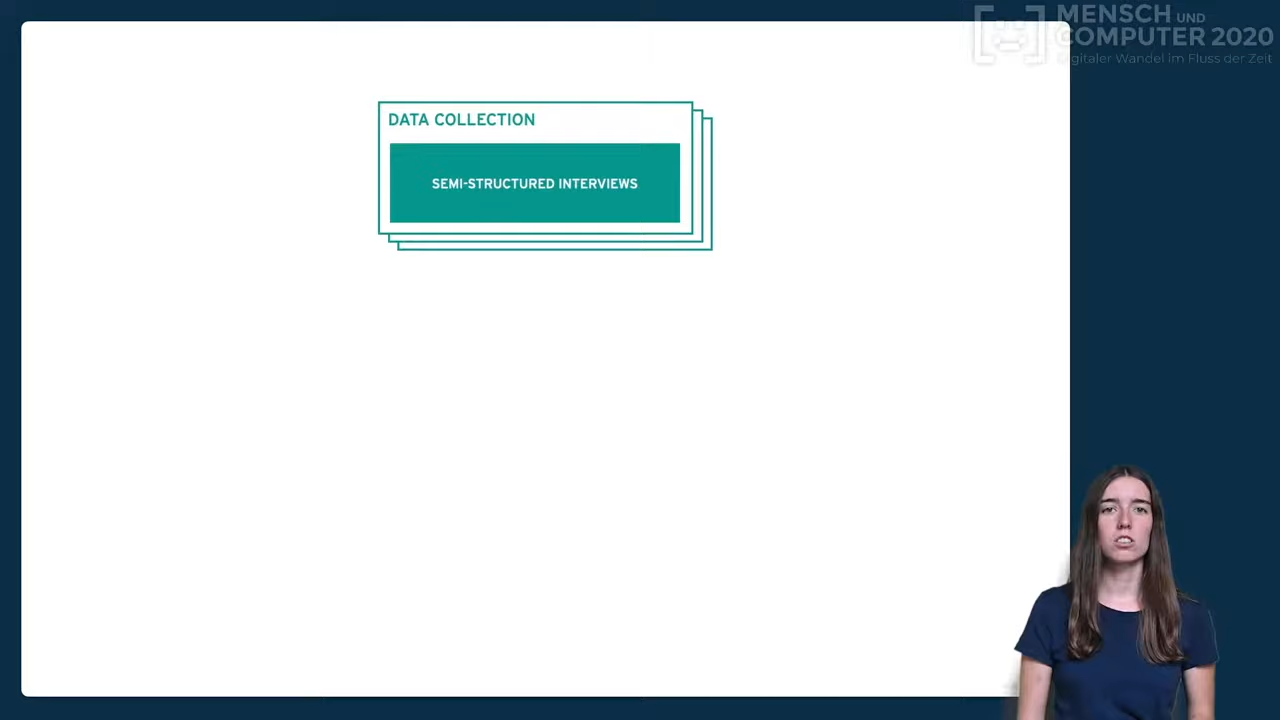 MENSCH UND
COMPUTER 2020
Digitaler Wandel im Fluss der Zeit
DATA COLLECTION
SEMI-STRUCTURED INTERVIEWS